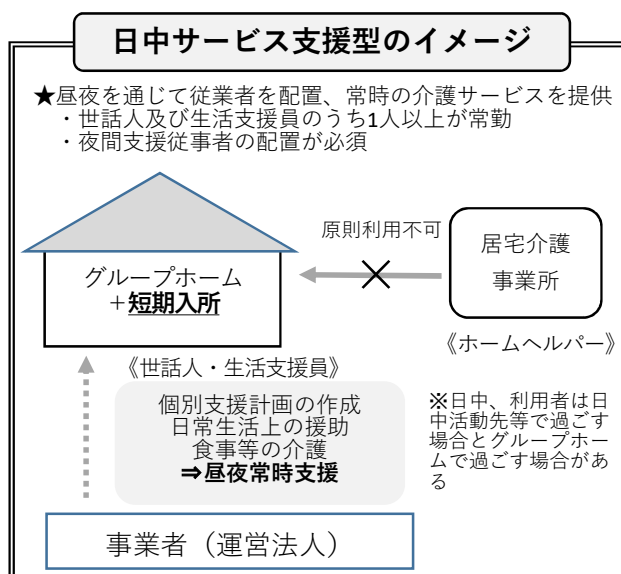 日中サービス支援型のイメージ
★昼夜を通じて従業者を配置、常時の介護サービスを提供
・世話人及び生活支援員のうち1人以上が常勤
・夜間支援従事者の配置が必須
原則利用不可
居宅介護
事業所
グループホーム
+短期入所
《ホームヘルパー》
《世話人・生活支援員》
個別支援計画の作成
日常生活上の援助
食事等の介護
⇒昼夜常時支援
※日中、利用者は日
中活動先等で過ごす
場合とグループホー
ムで過ごす場合があ
る
事業者（運営法人）